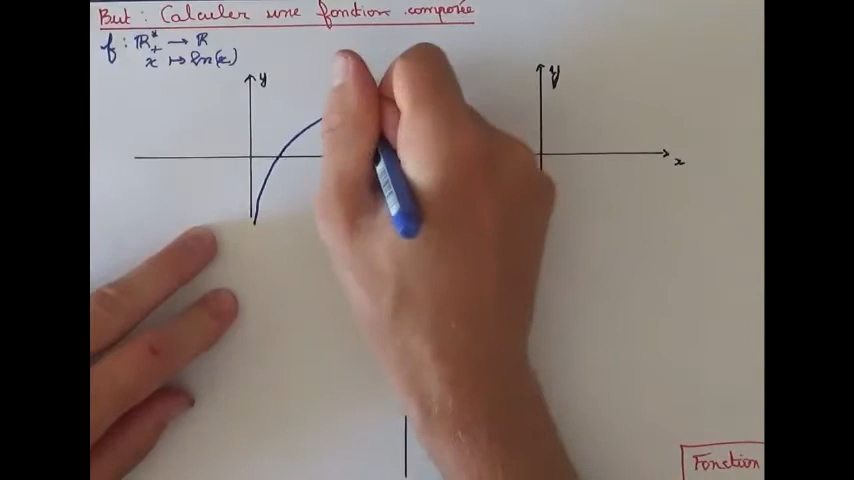 But : Calculer une fonction composée
f : ℝ*₊ → ℝ
x ↦ ln(x)
y
y
x
Fonction